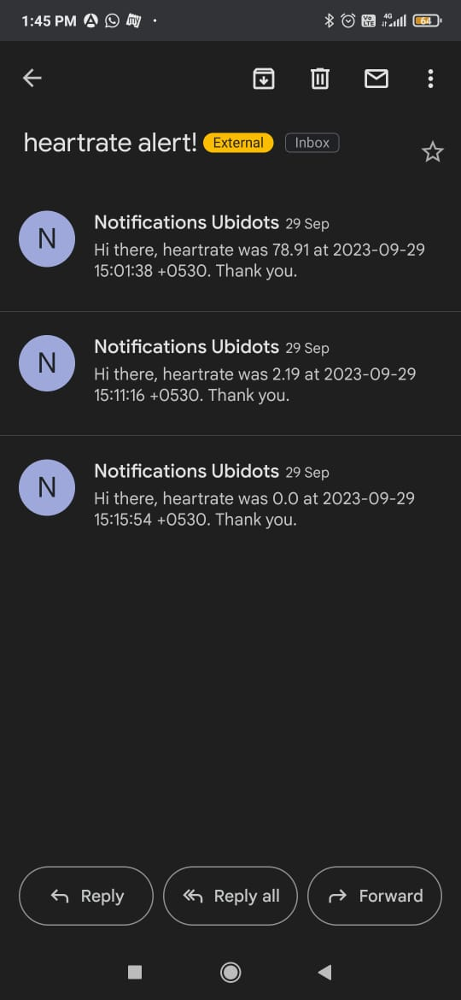 1:45 PM
Vo LTE 4G 64
heartrate alert! External Inbox
N
Notifications Ubidots 29 Sep
Hi there, heartrate was 78.91 at 2023-09-29
15:01:38 +0530. Thank you.
N
Notifications Ubidots 29 Sep
Hi there, heartrate was 2.19 at 2023-09-29
15:11:16 +0530. Thank you.
N
Notifications Ubidots 29 Sep
Hi there, heartrate was 0.0 at 2023-09-29
15:15:54 +0530. Thank you.
Reply Reply all Forward